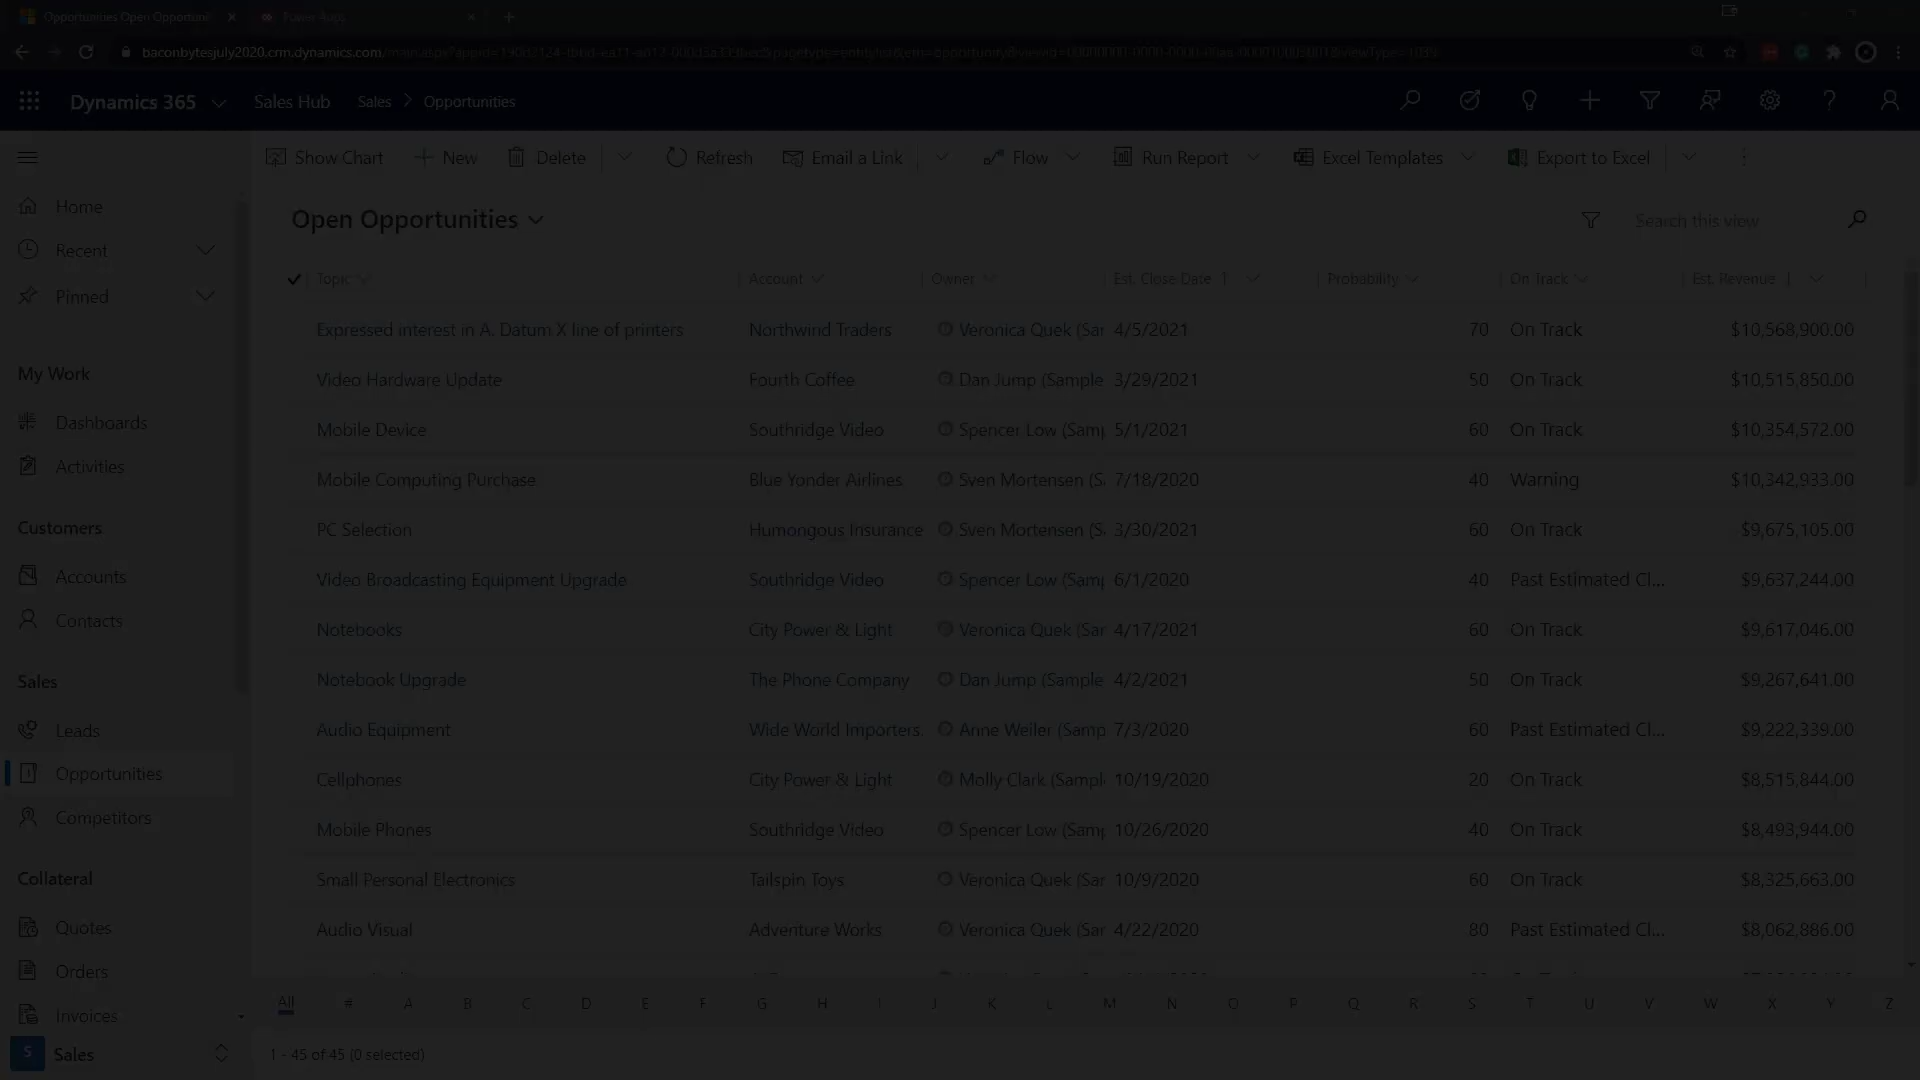 Opportunities Open Opportuni
Power Apps
baconbytesjuly2020.crm.dynamics.com
Dynamics 365
Sales Hub
Sales > Opportunities
Show Chart
New
Delete
Refresh
Email a Link
Flow
Run Report
Excel Templates
Export to Excel
Home
Recent
Pinned
My Work
Dashboards
Activities
Customers
Accounts
Contacts
Sales
Leads
Opportunities
Competitors
Collateral
Quotes
Orders
Invoices
S Sales
Open Opportunities
Search this view
Topic Account Owner Est. Close Date Probability On Track Est. Revenue
Expressed interest in A. Datum X line of printers Northwind Traders Veronica Quek (Sar 4/5/2021 70 On Track $10,568,900.00
Video Hardware Update Fourth Coffee Dan Jump (Sample 3/29/2021 50 On Track $10,515,850.00
Mobile Device Southridge Video Spencer Low (Samp 5/1/2021 60 On Track $10,354,572.00
Mobile Computing Purchase Blue Yonder Airlines Sven Mortensen (S. 7/18/2020 40 Warning $10,342,933.00
PC Selection Humongous Insurance Sven Mortensen (S. 3/30/2021 60 On Track $9,675,105.00
Video Broadcasting Equipment Upgrade Southridge Video Spencer Low (Samp 6/1/2020 40 Past Estimated Cl... $9,637,244.00
Notebooks City Power & Light Veronica Quek (Sar 4/17/2021 60 On Track $9,617,046.00
Notebook Upgrade The Phone Company Dan Jump (Sample 4/2/2021 50 On Track $9,267,641.00
Audio Equipment Wide World Importers. Anne Weiler (Samp 7/3/2020 60 Past Estimated Cl... $9,222,339.00
Cellphones City Power & Light Molly Clark (Sampl 10/19/2020 20 On Track $8,515,844.00
Mobile Phones Southridge Video Spencer Low (Samp 10/26/2020 40 On Track $8,493,944.00
Small Personal Electronics Tailspin Toys Veronica Quek (Sar 10/9/2020 60 On Track $8,325,663.00
Audio Visual Adventure Works Veronica Quek (Sar 4/22/2020 80 Past Estimated Cl... $8,062,886.00
All # A B C D E F G H I J K L M N O P Q R S T U V W X Y Z
1 - 45 of 45 (0 selected)